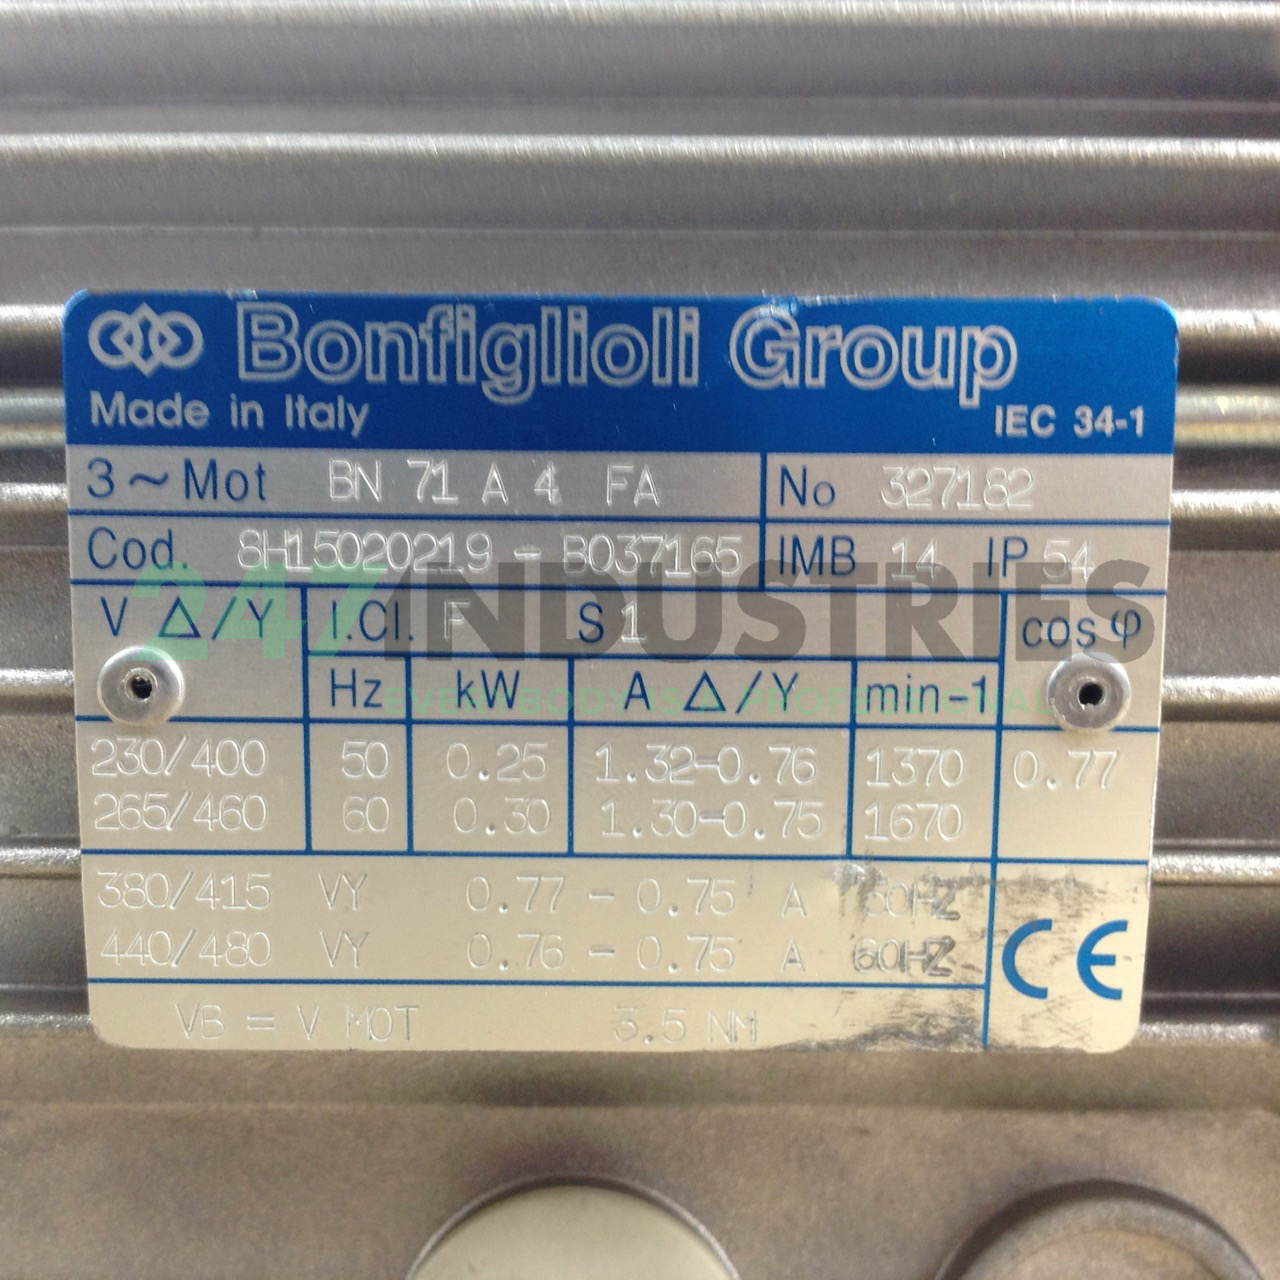 Bonfiglioli Group
Made in Italy
IEC 34-1
3~Mot BN 71 A 4 FA No 327182
Cod. 8H15020219 - B037165 IMB 14 IP 54
247INDUSTRIES
V Δ/Y I.Cl. F S 1 cos φ
EVERYBODY IS A PROFESSIONAL
Hz kW A Δ/Y min-1
230/400 50 0.25 1.32-0.76 1370 0.77
265/460 60 0.30 1.30-0.75 1670
380/415 VY 0.77 - 0.75 A 50HZ
440/480 VY 0.76 - 0.75 A 60HZ
CE
VB = V MOT 3.5 NM